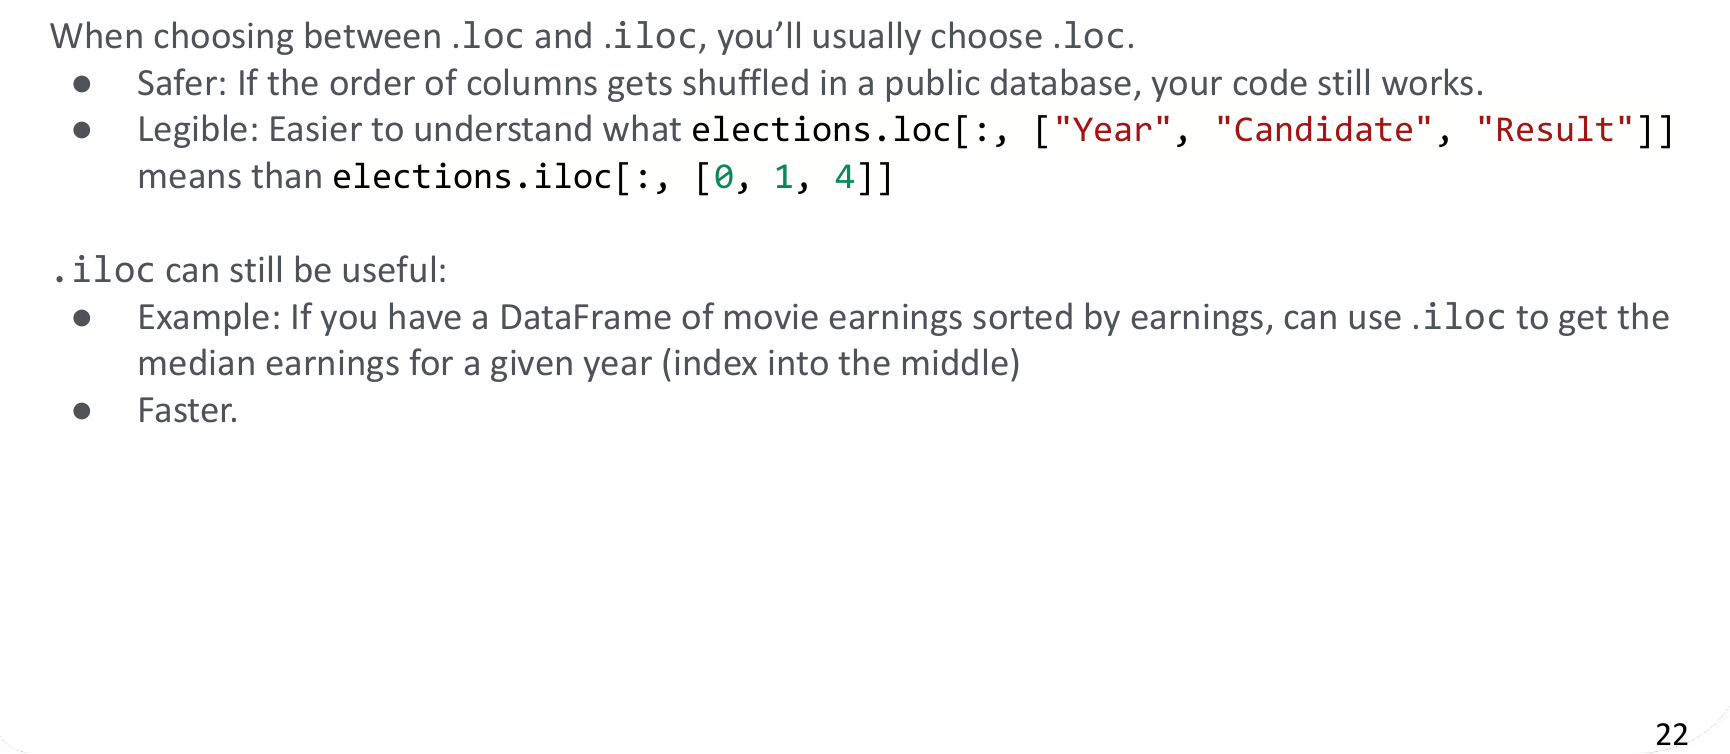 When choosing between .loc and .iloc, you’ll usually choose .loc.
● Safer: If the order of columns gets shuffled in a public database, your code still works.
● Legible: Easier to understand what elections.loc[:, ["Year", "Candidate", "Result"]]
means than elections.iloc[:, [0, 1, 4]]
.iloc can still be useful:
● Example: If you have a DataFrame of movie earnings sorted by earnings, can use .iloc to get the
median earnings for a given year (index into the middle)
● Faster.
22